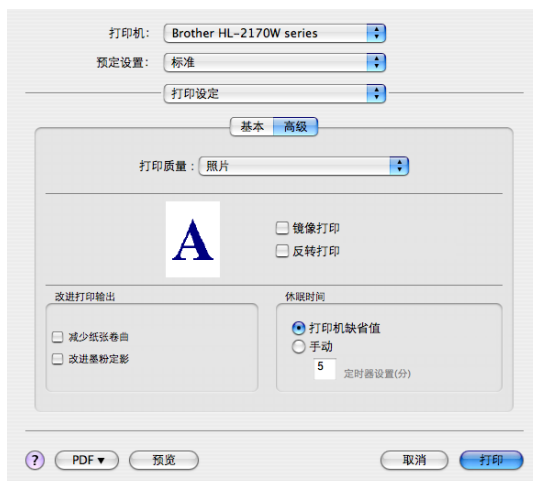 打印机: Brother HL-2170W series
预定设置: 标准
打印设定
基本 高级
打印质量 : 照片
A
镜像打印
反转打印
改进打印输出
休眠时间
减少纸张卷曲
改进墨粉定影
打印机缺省值
手动
5 定时器设置(分)
? PDF▼ 预览 取消 打印